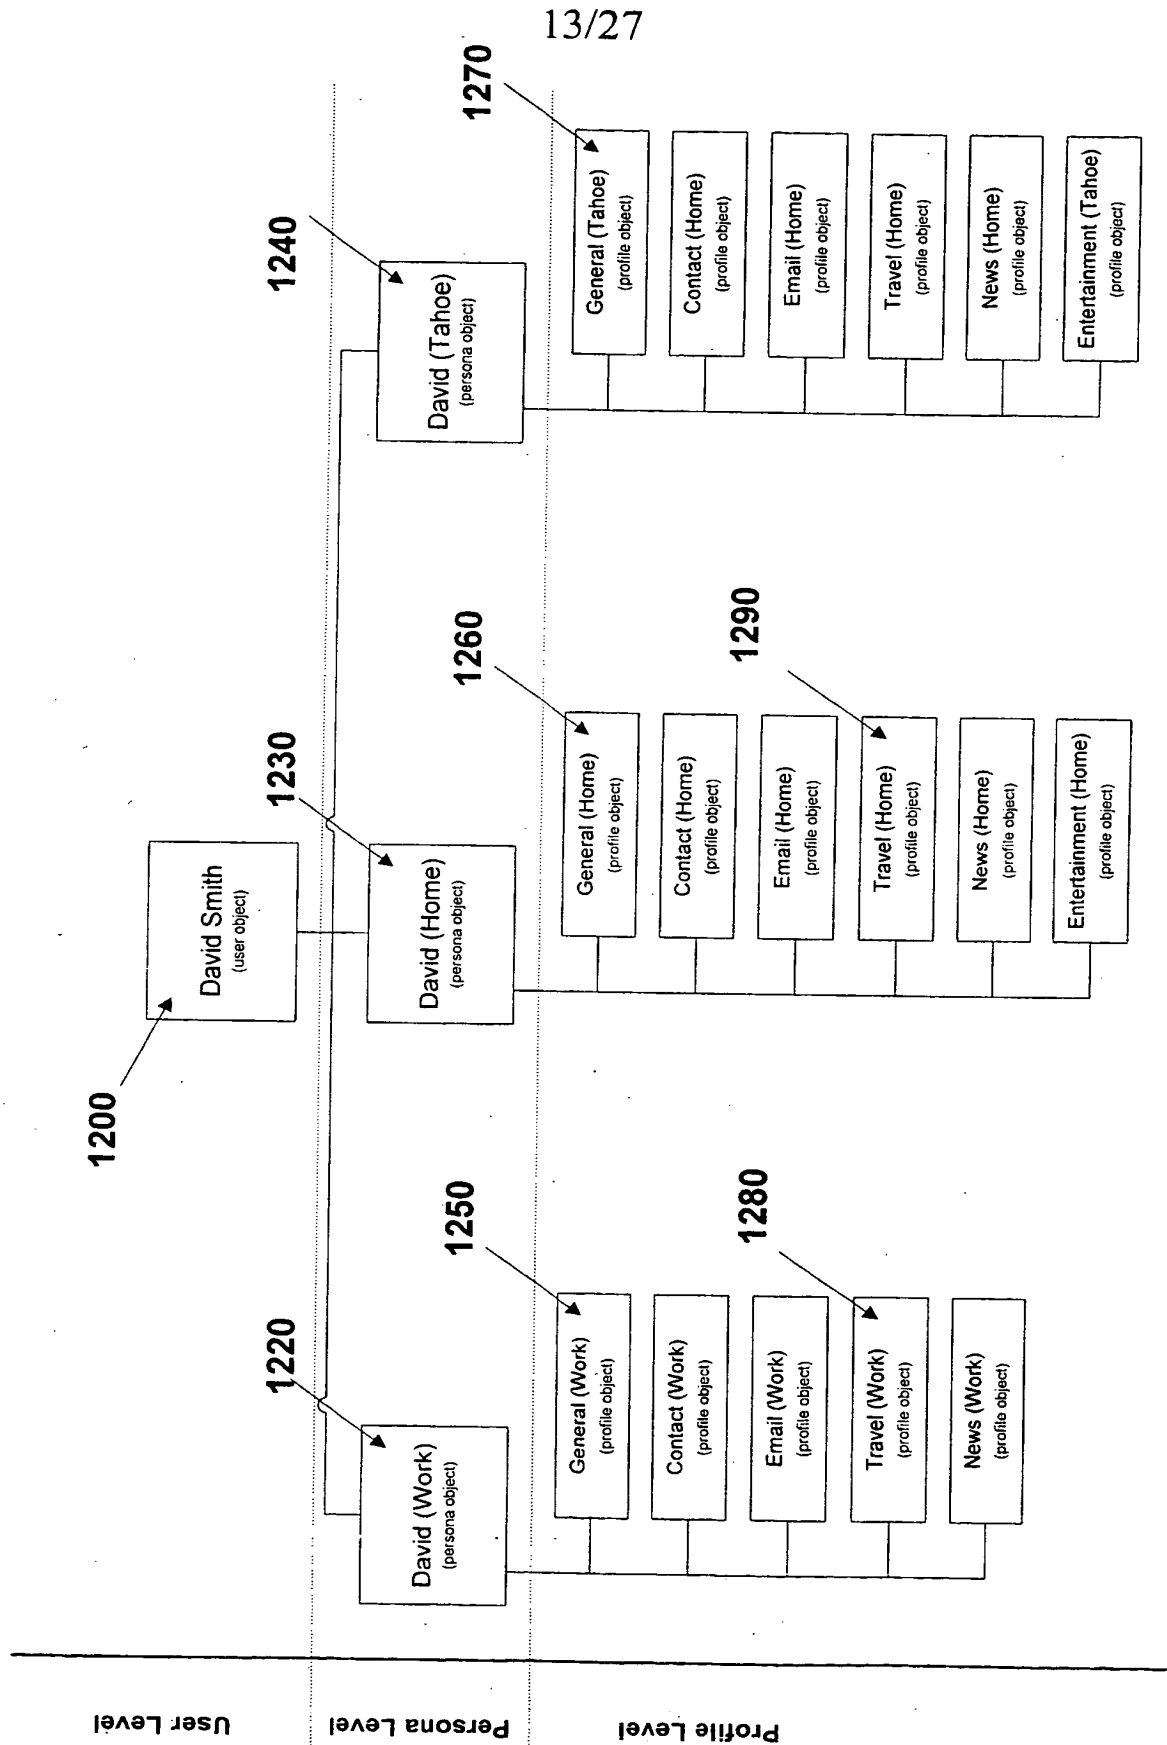 13/27
User Level
1200
David Smith
(user object)
Persona Level
1220
David (Work)
(persona object)
1230
David (Home)
(persona object)
1240
David (Tahoe)
(persona object)
Profile Level
1250
General (Work)
(profile object)
Contact (Work)
(profile object)
Email (Work)
(profile object)
1280
Travel (Work)
(profile object)
News (Work)
(profile object)
1260
General (Home)
(profile object)
Contact (Home)
(profile object)
Email (Home)
(profile object)
1290
Travel (Home)
(profile object)
News (Home)
(profile object)
Entertainment (Home)
(profile object)
1270
General (Tahoe)
(profile object)
Contact (Home)
(profile object)
Email (Home)
(profile object)
Travel (Home)
(profile object)
News (Home)
(profile object)
Entertainment (Tahoe)
(profile object)